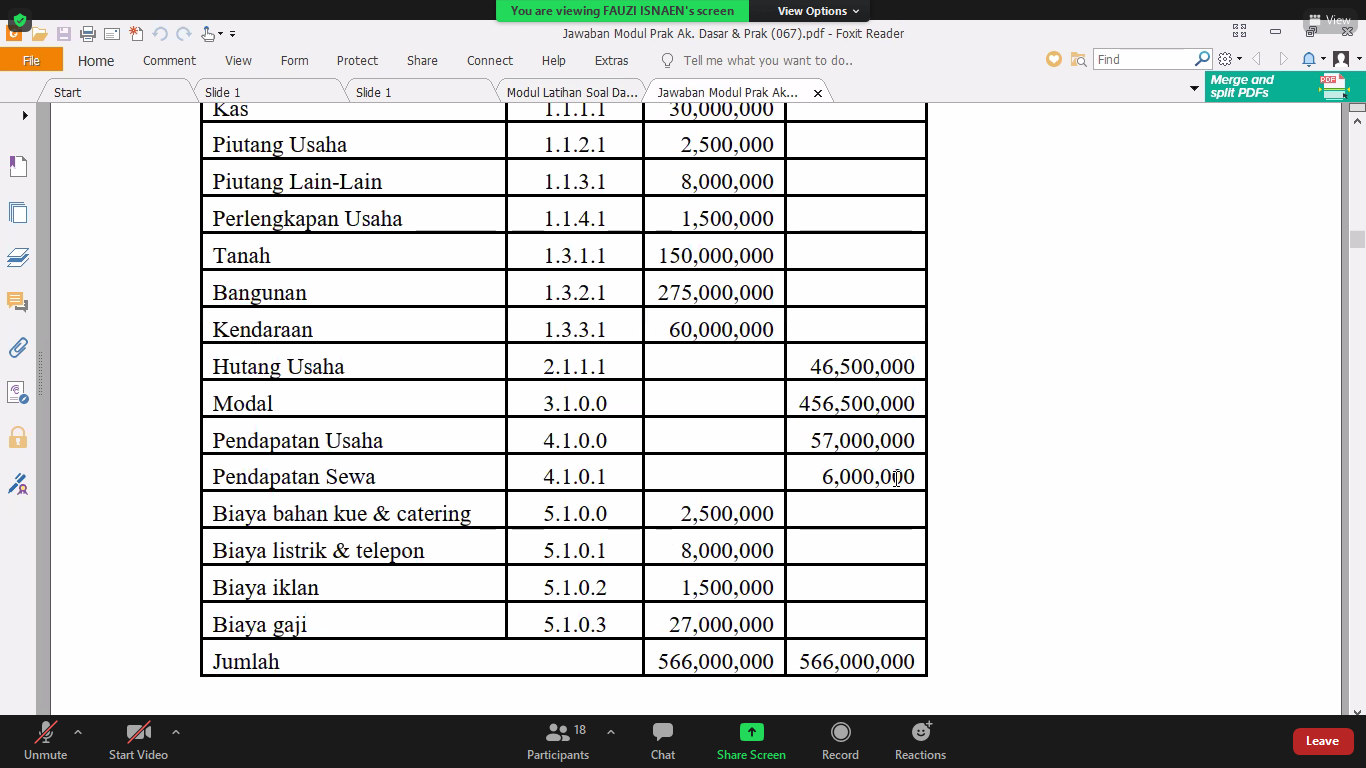 You are viewing FAUZI ISNAEN's screen
View Options
View
Jawaban Modul Prak Ak. Dasar & Prak (067).pdf - Foxit Reader
File Home Comment View Form Protect Share Connect Help Extras Tell me what you want to do.. Find
Start Slide 1 Slide 1 Modul Latihan Soal Da... Jawaban Modul Prak Ak...
Merge and
split PDFs
Kas 1.1.1.1 30,000,000
Piutang Usaha 1.1.2.1 2,500,000
Piutang Lain-Lain 1.1.3.1 8,000,000
Perlengkapan Usaha 1.1.4.1 1,500,000
Tanah 1.3.1.1 150,000,000
Bangunan 1.3.2.1 275,000,000
Kendaraan 1.3.3.1 60,000,000
Hutang Usaha 2.1.1.1 46,500,000
Modal 3.1.0.0 456,500,000
Pendapatan Usaha 4.1.0.0 57,000,000
Pendapatan Sewa 4.1.0.1 6,000,000
Biaya bahan kue & catering 5.1.0.0 2,500,000
Biaya listrik & telepon 5.1.0.1 8,000,000
Biaya iklan 5.1.0.2 1,500,000
Biaya gaji 5.1.0.3 27,000,000
Jumlah 566,000,000 566,000,000
18
Unmute Start Video Participants Chat Share Screen Record Reactions Leave